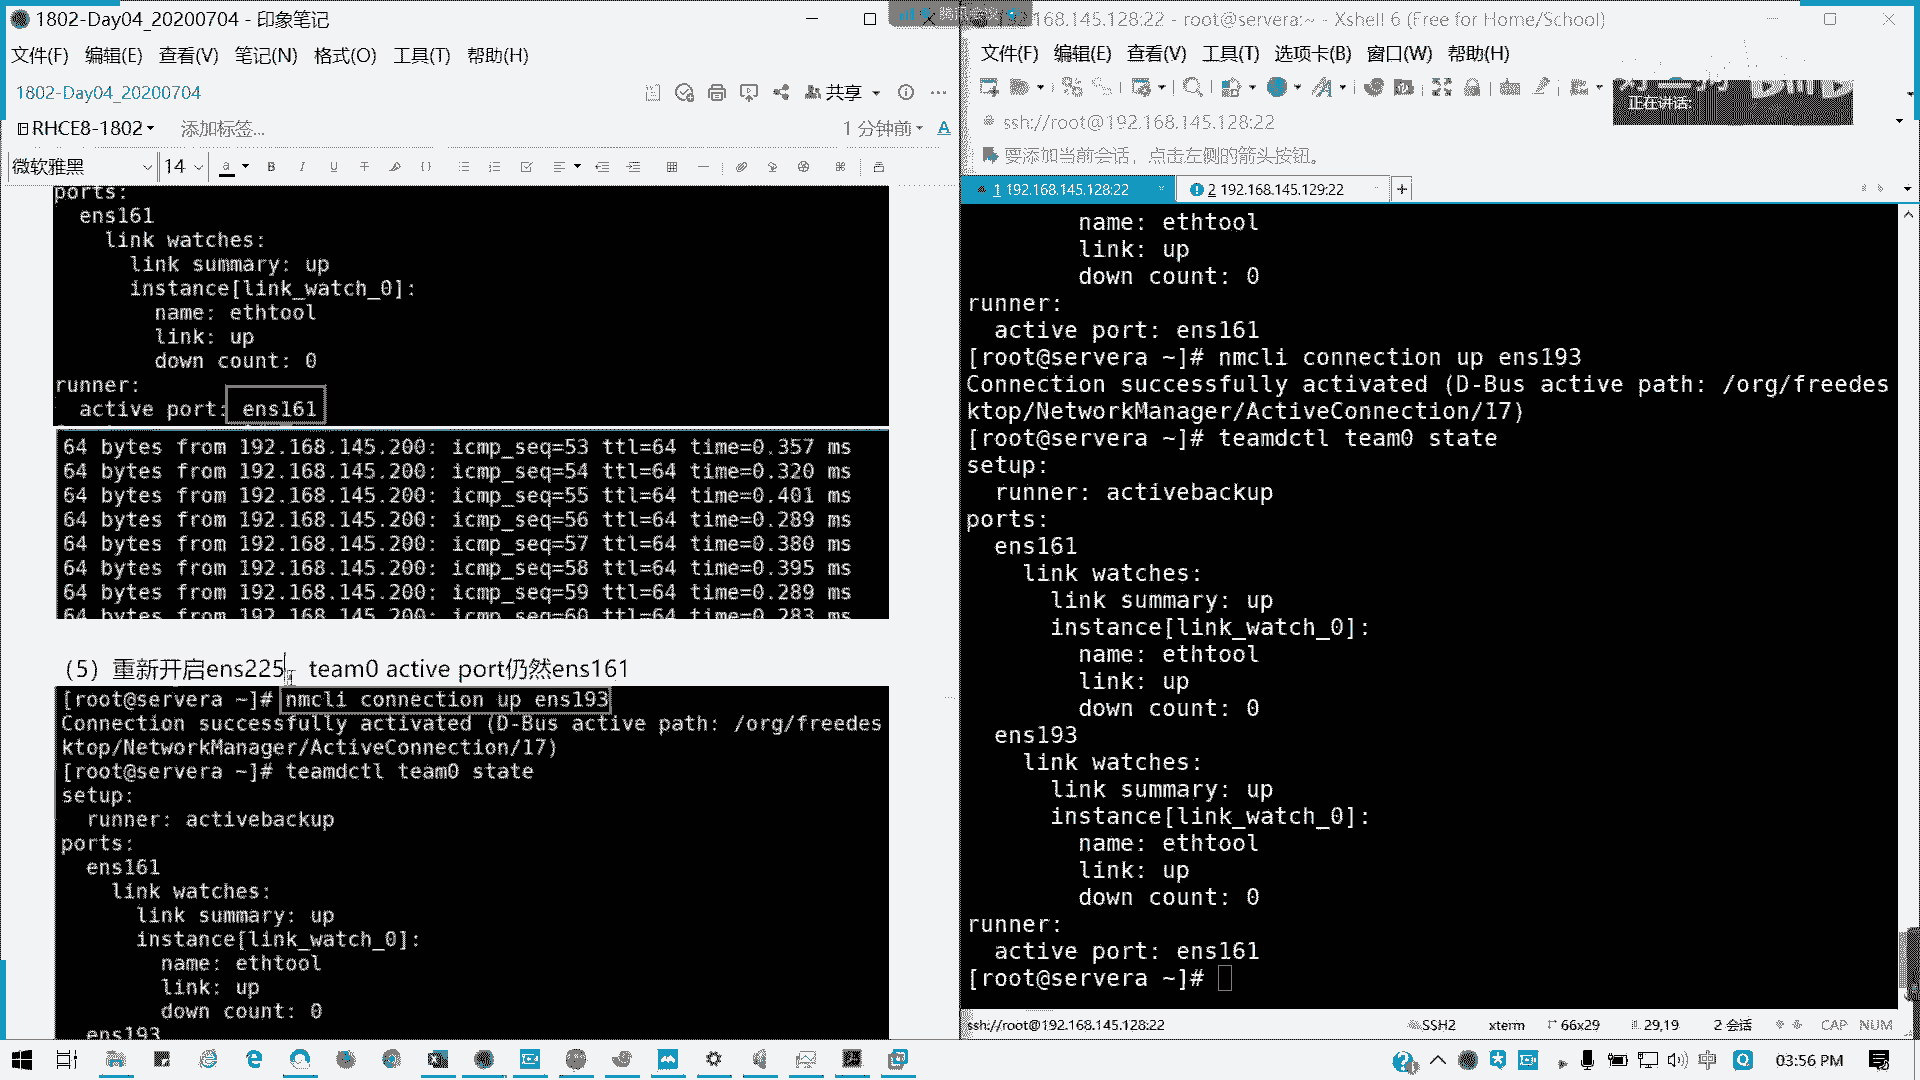 1802-Day04_20200704 - 印象笔记
文件(F) 编辑(E) 查看(V) 笔记(N) 格式(O) 工具(T) 帮助(H)
1802-Day04_20200704
共享
RHCE8-1802
添加标签...
1 分钟前
微软雅黑 14
ports:
ens161
link watches:
link summary: up
instance[link_watch_0]:
name: ethtool
link: up
down count: 0
runner:
active port: ens161
64 bytes from 192.168.145.200: icmp_seq=53 ttl=64 time=0.357 ms
64 bytes from 192.168.145.200: icmp_seq=54 ttl=64 time=0.320 ms
64 bytes from 192.168.145.200: icmp_seq=55 ttl=64 time=0.401 ms
64 bytes from 192.168.145.200: icmp_seq=56 ttl=64 time=0.289 ms
64 bytes from 192.168.145.200: icmp_seq=57 ttl=64 time=0.380 ms
64 bytes from 192.168.145.200: icmp_seq=58 ttl=64 time=0.395 ms
64 bytes from 192.168.145.200: icmp_seq=59 ttl=64 time=0.289 ms
64 bytes from 192.168.145.200: icmp_seq=60 ttl=64 time=0.283 ms
（5）重新开启ens225， team0 active port仍然ens161
[root@servera ~]# nmcli connection up ens193
Connection successfully activated (D-Bus active path: /org/freedes
ktop/NetworkManager/ActiveConnection/17)
[root@servera ~]# teamdctl team0 state
setup:
runner: activebackup
ports:
ens161
link watches:
link summary: up
instance[link_watch_0]:
name: ethtool
link: up
down count: 0
ens193
192.168.145.128:22 - root@servera:~ - Xshell 6 (Free for Home/School)
文件(F) 编辑(E) 查看(V) 工具(T) 选项卡(B) 窗口(W) 帮助(H)
正在讲话:
ssh://root@192.168.145.128:22
要添加当前会话，点击左侧的箭头按钮。
1 192.168.145.128:22
2 192.168.145.129:22
name: ethtool
link: up
down count: 0
runner:
active port: ens161
[root@servera ~]# nmcli connection up ens193
Connection successfully activated (D-Bus active path: /org/freedes
ktop/NetworkManager/ActiveConnection/17)
[root@servera ~]# teamdctl team0 state
setup:
runner: activebackup
ports:
ens161
link watches:
link summary: up
instance[link_watch_0]:
name: ethtool
link: up
down count: 0
ens193
link watches:
link summary: up
instance[link_watch_0]:
name: ethtool
link: up
down count: 0
runner:
active port: ens161
[root@servera ~]#
ssh://root@192.168.145.128:22 SSH2 xterm 66x29 29,19 2 会话 CAP NUM
中
03:56 PM